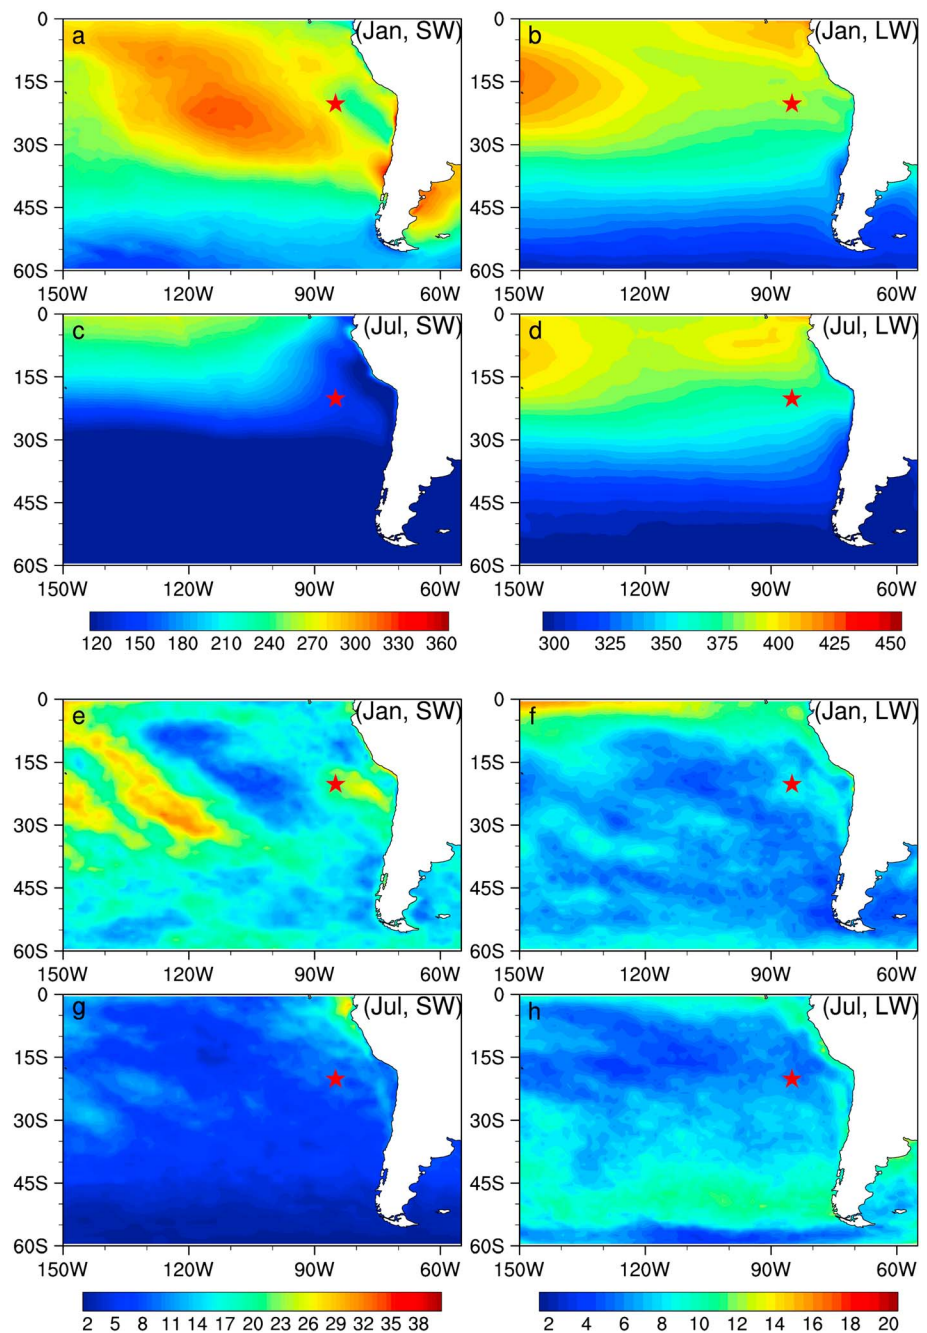 a (Jan, SW)
b (Jan, LW)
0 15S 30S 45S 60S
150W 120W 90W 60W
0 15S 30S 45S 60S
150W 120W 90W 60W
c (Jul, SW)
d (Jul, LW)
0 15S 30S 45S 60S
150W 120W 90W 60W
0 15S 30S 45S 60S
150W 120W 90W 60W
120 150 180 210 240 270 300 330 360
300 325 350 375 400 425 450
e (Jan, SW)
f (Jan, LW)
0 15S 30S 45S 60S
150W 120W 90W 60W
0 15S 30S 45S 60S
150W 120W 90W 60W
g (Jul, SW)
h (Jul, LW)
0 15S 30S 45S 60S
150W 120W 90W 60W
0 15S 30S 45S 60S
150W 120W 90W 60W
2 5 8 11 14 17 20 23 26 29 32 35 38
2 4 6 8 10 12 14 16 18 20